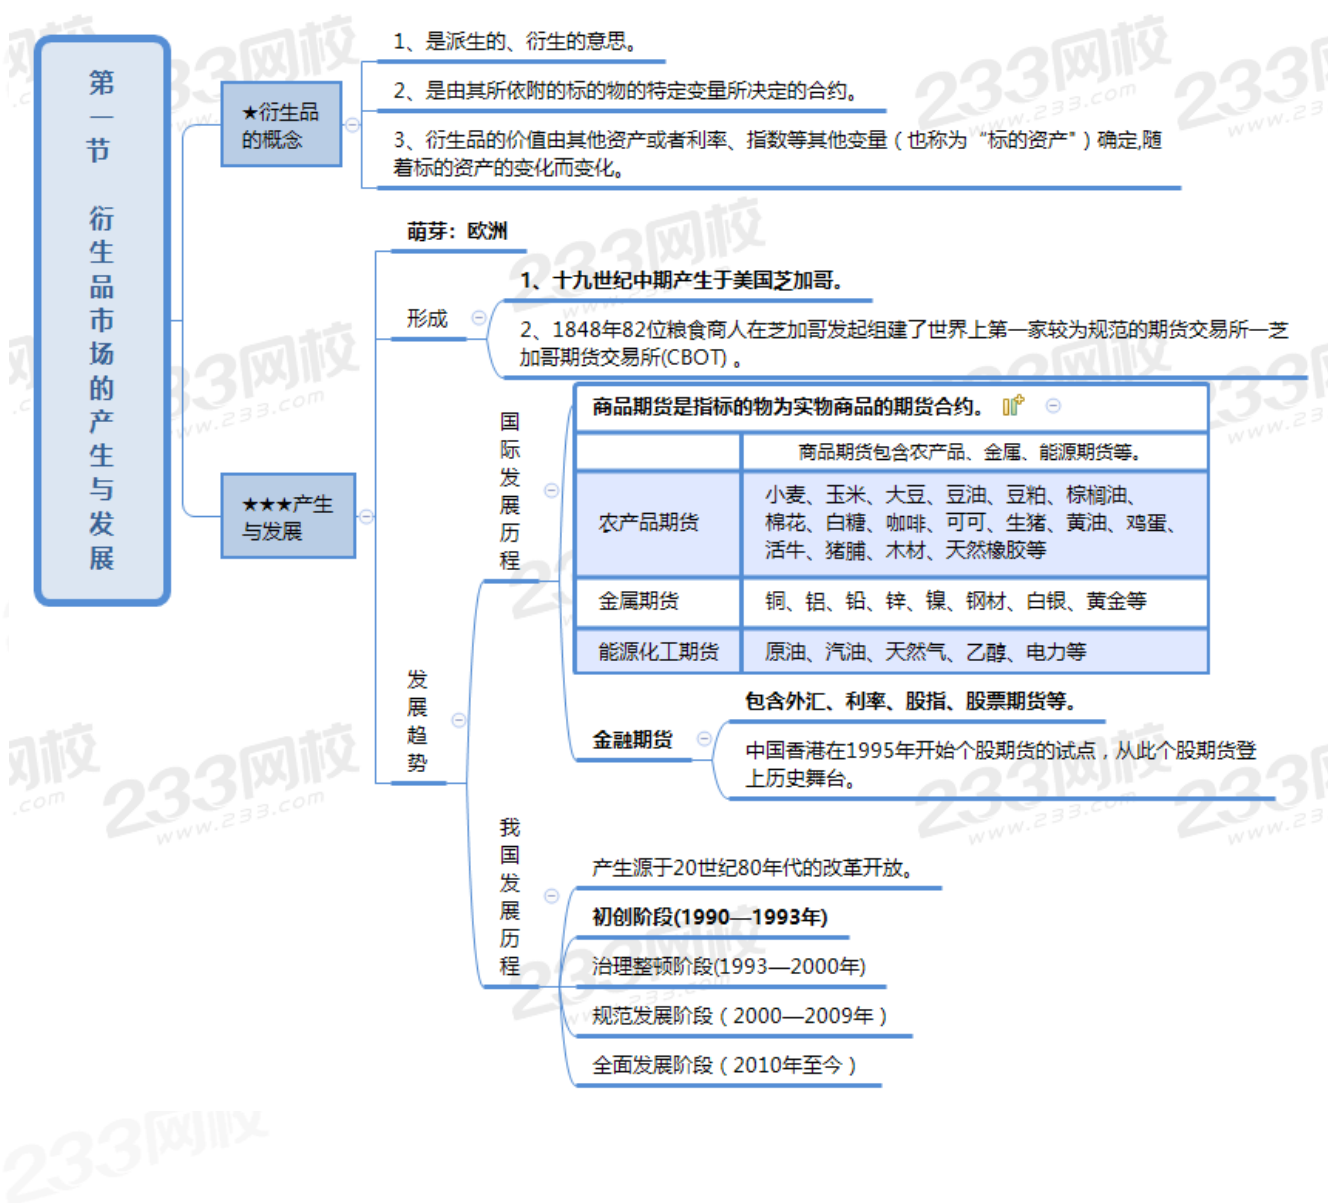 第一节 衍生品市场的产生与发展
★衍生品
的概念
1、是派生的、衍生的意思。
2、是由其所依附的标的物的特定变量所决定的合约。
3、衍生品的价值由其他资产或者利率、指数等其他变量（也称为“标的资产"）确定,随
着标的资产的变化而变化。
★★★产生
与发展
萌芽：欧洲
形成
1、十九世纪中期产生于美国芝加哥。
2、1848年82位粮食商人在芝加哥发起组建了世界上第一家较为规范的期货交易所—芝
加哥期货交易所(CBOT) 。
发展趋势
国际发展历程
商品期货是指标的物为实物商品的期货合约。
商品期货包含农产品、金属、能源期货等。
农产品期货
小麦、玉米、大豆、豆油、豆粕、棕榈油、
棉花、白糖、咖啡、可可、生猪、黄油、鸡蛋、
活牛、猪脯、木材、天然橡胶等
金属期货
铜、铝、铅、锌、镍、钢材、白银、黄金等
能源化工期货
原油、汽油、天然气、乙醇、电力等
金融期货
包含外汇、利率、股指、股票期货等。
中国香港在1995年开始个股期货的试点，从此个股期货登
上历史舞台。
我国发展历程
产生源于20世纪80年代的改革开放。
初创阶段(1990—1993年)
治理整顿阶段(1993—2000年)
规范发展阶段（2000—2009年）
全面发展阶段（2010年至今）
233网校
www.233.com